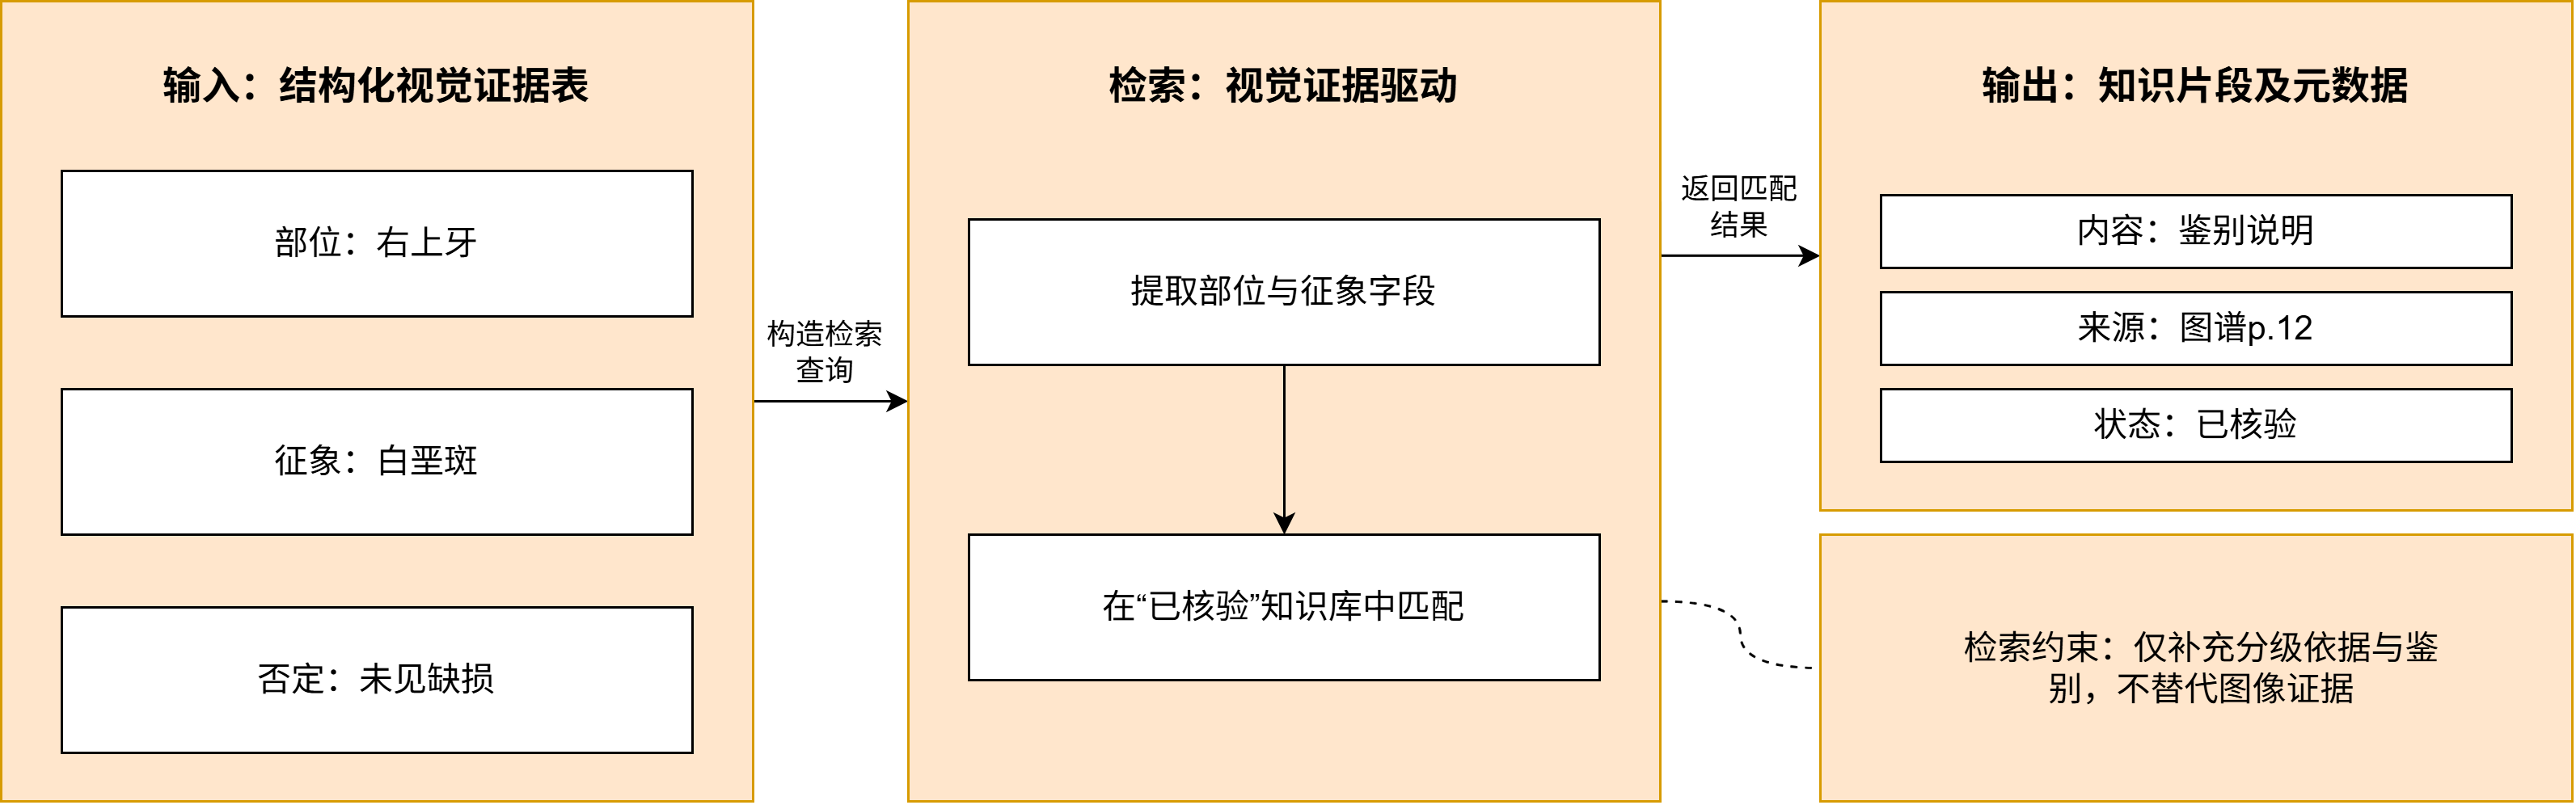 输入：结构化视觉证据表
部位：右上牙
征象：白垩斑
否定：未见缺损
构造检索
查询
检索：视觉证据驱动
提取部位与征象字段
在“已核验”知识库中匹配
返回匹配
结果
输出：知识片段及元数据
内容：鉴别说明
来源：图谱p.12
状态：已核验
检索约束：仅补充分级依据与鉴
别，不替代图像证据